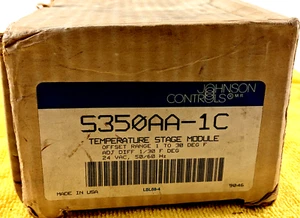 JOHNSON
CONTROLS
S350AA-1C
TEMPERATURE STAGE MODULE
OFFSET RANGE 1 TO 30 DEG F
ADJ DIFF 1/30 F DEG
24 VAC, 50/60 Hz
MADE IN USA
9046